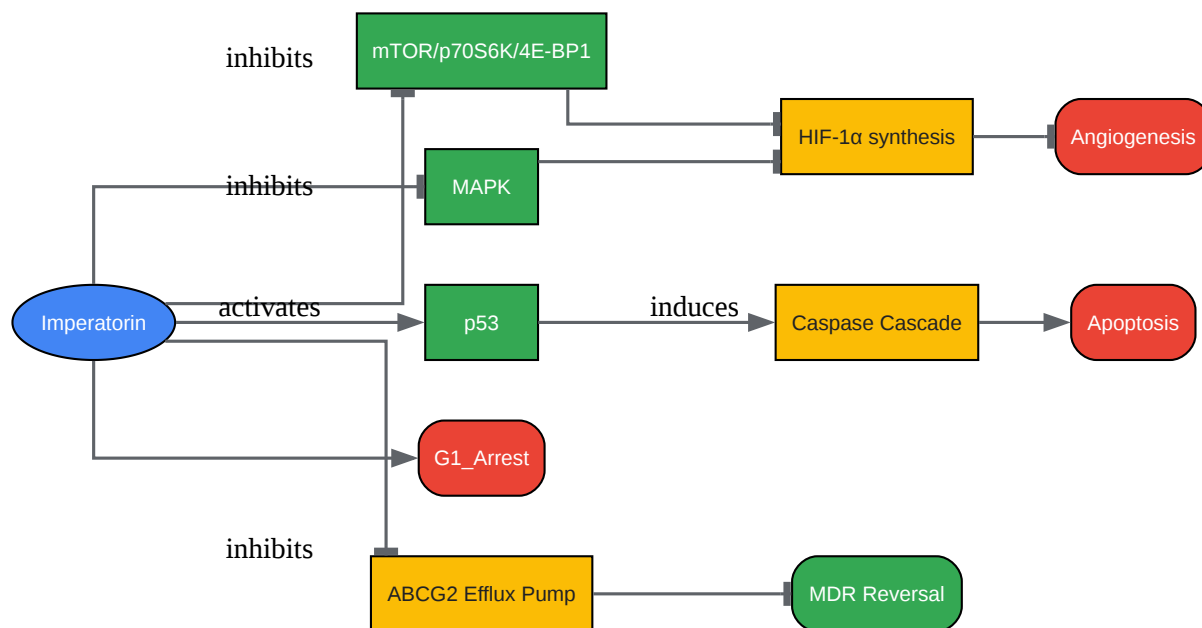 inhibits
mTOR/p70S6K/4E-BP1
HIF-1α synthesis
Angiogenesis
inhibits
MAPK
Imperatorin
activates
p53
induces
Caspase Cascade
Apoptosis
G1_Arrest
inhibits
ABCG2 Efflux Pump
MDR Reversal